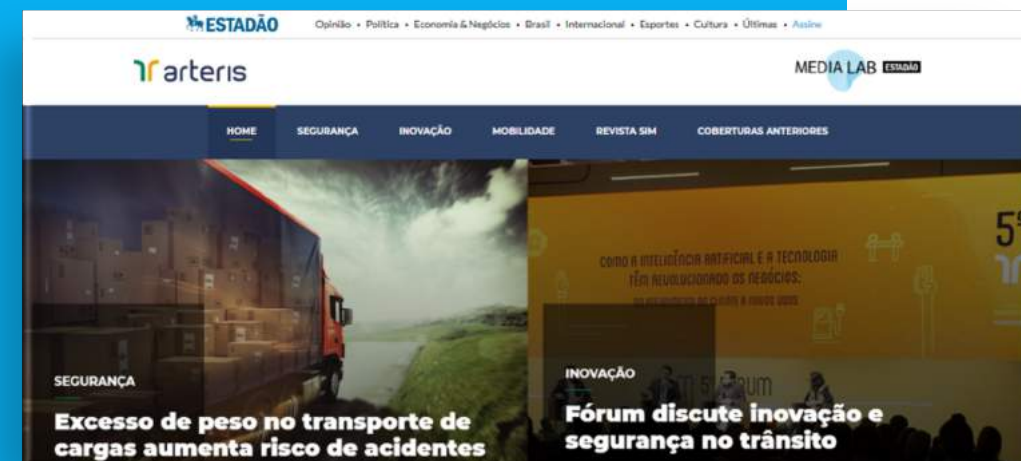 ESTADÃO
Opinião • Política • Economia & Negócios • Brasil • Internacional • Esportes • Cultura • Últimas • Assine
arteris
MEDIA LAB ESTADÃO
HOME SEGURANÇA INOVAÇÃO MOBILIDADE REVISTA SIM COBERTURAS ANTERIORES
COMO A INTELIGÊNCIA ARTIFICIAL E A TECNOLOGIA
TÊM REVOLUCIONADO OS NEGÓCIOS:
5º
SEGURANÇA
Excesso de peso no transporte de
cargas aumenta risco de acidentes
INOVAÇÃO
Fórum discute inovação e
segurança no trânsito